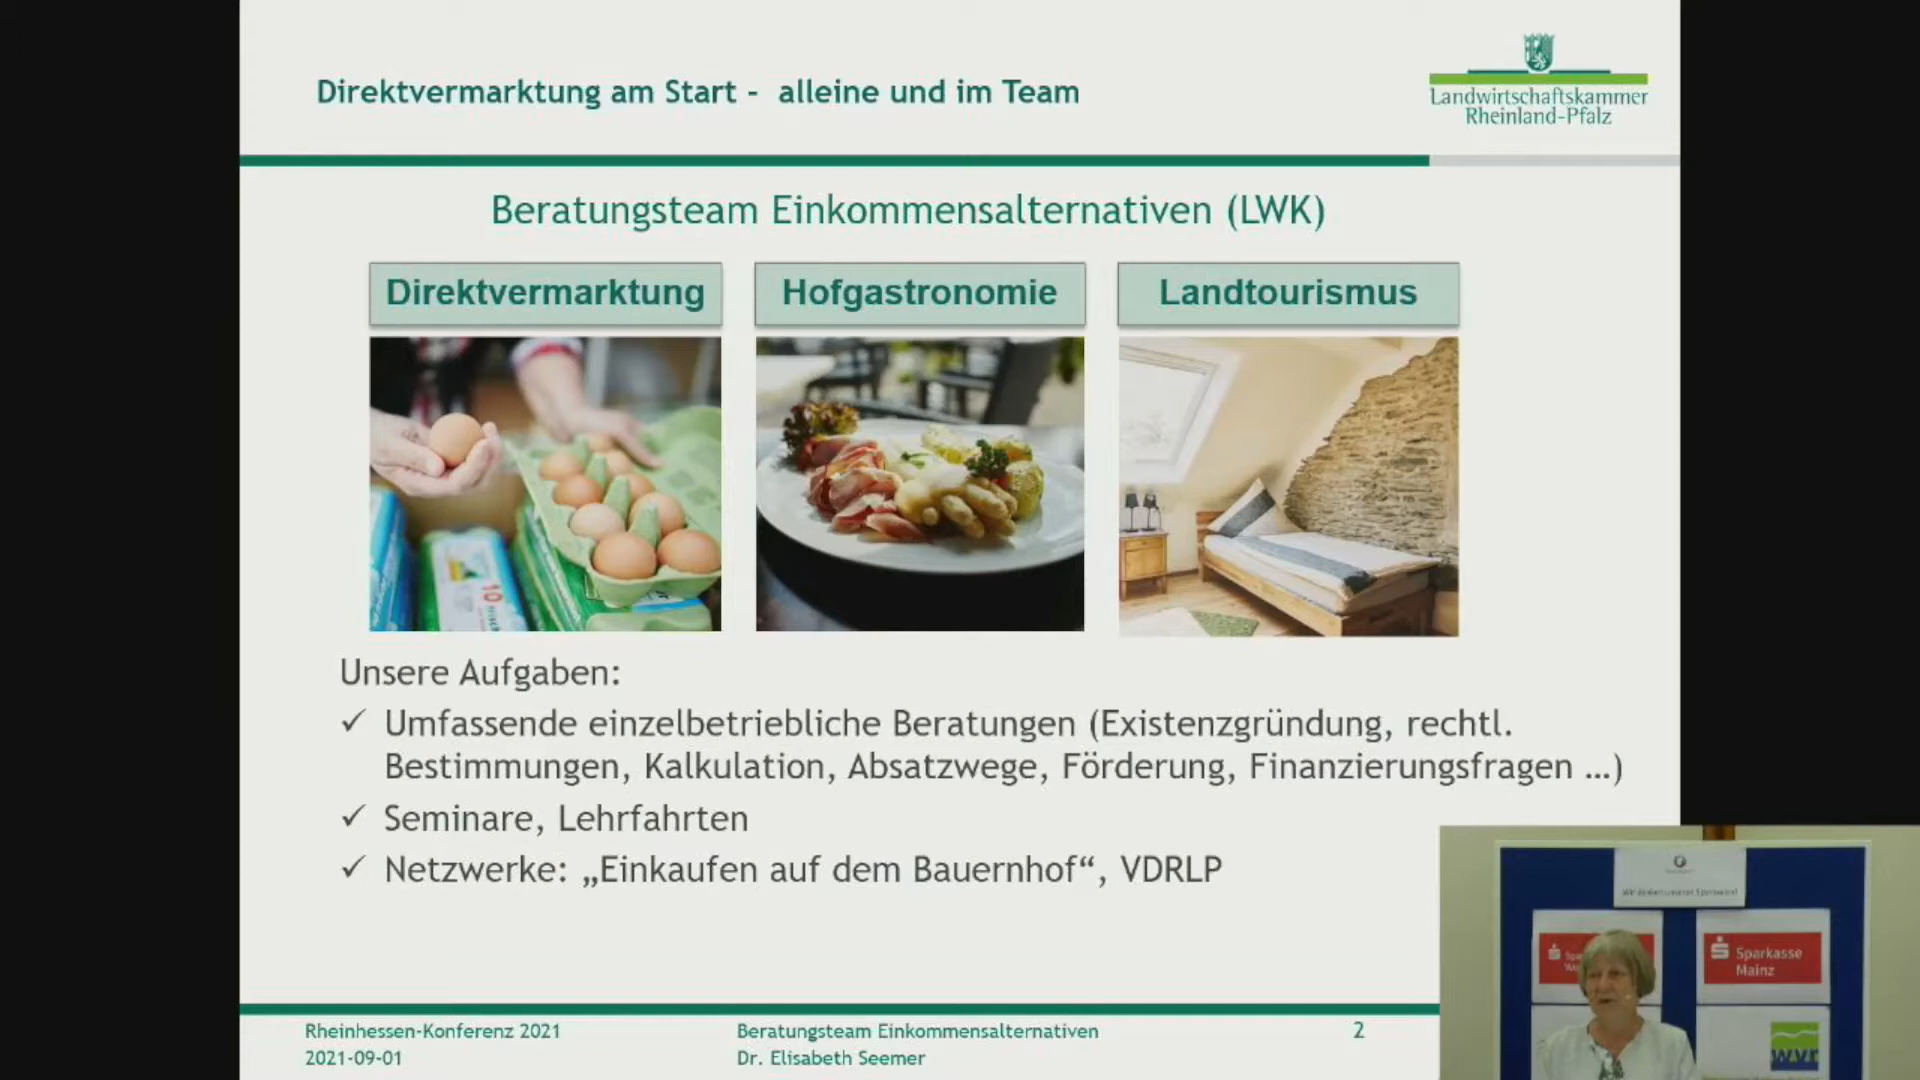 Direktvermarktung am Start - alleine und im Team
Landwirtschaftskammer
Rheinland-Pfalz
Beratungsteam Einkommensalternativen (LWK)
Direktvermarktung
Hofgastronomie
Landtourismus
10
Unsere Aufgaben:
✓ Umfassende einzelbetriebliche Beratungen (Existenzgründung, rechtl.
Bestimmungen, Kalkulation, Absatzwege, Förderung, Finanzierungsfragen …)
✓ Seminare, Lehrfahrten
✓ Netzwerke: „Einkaufen auf dem Bauernhof“, VDRLP
Sparkasse
Mainz
wvr
Rheinhessen-Konferenz 2021
2021-09-01
Beratungsteam Einkommensalternativen
Dr. Elisabeth Seemer
2